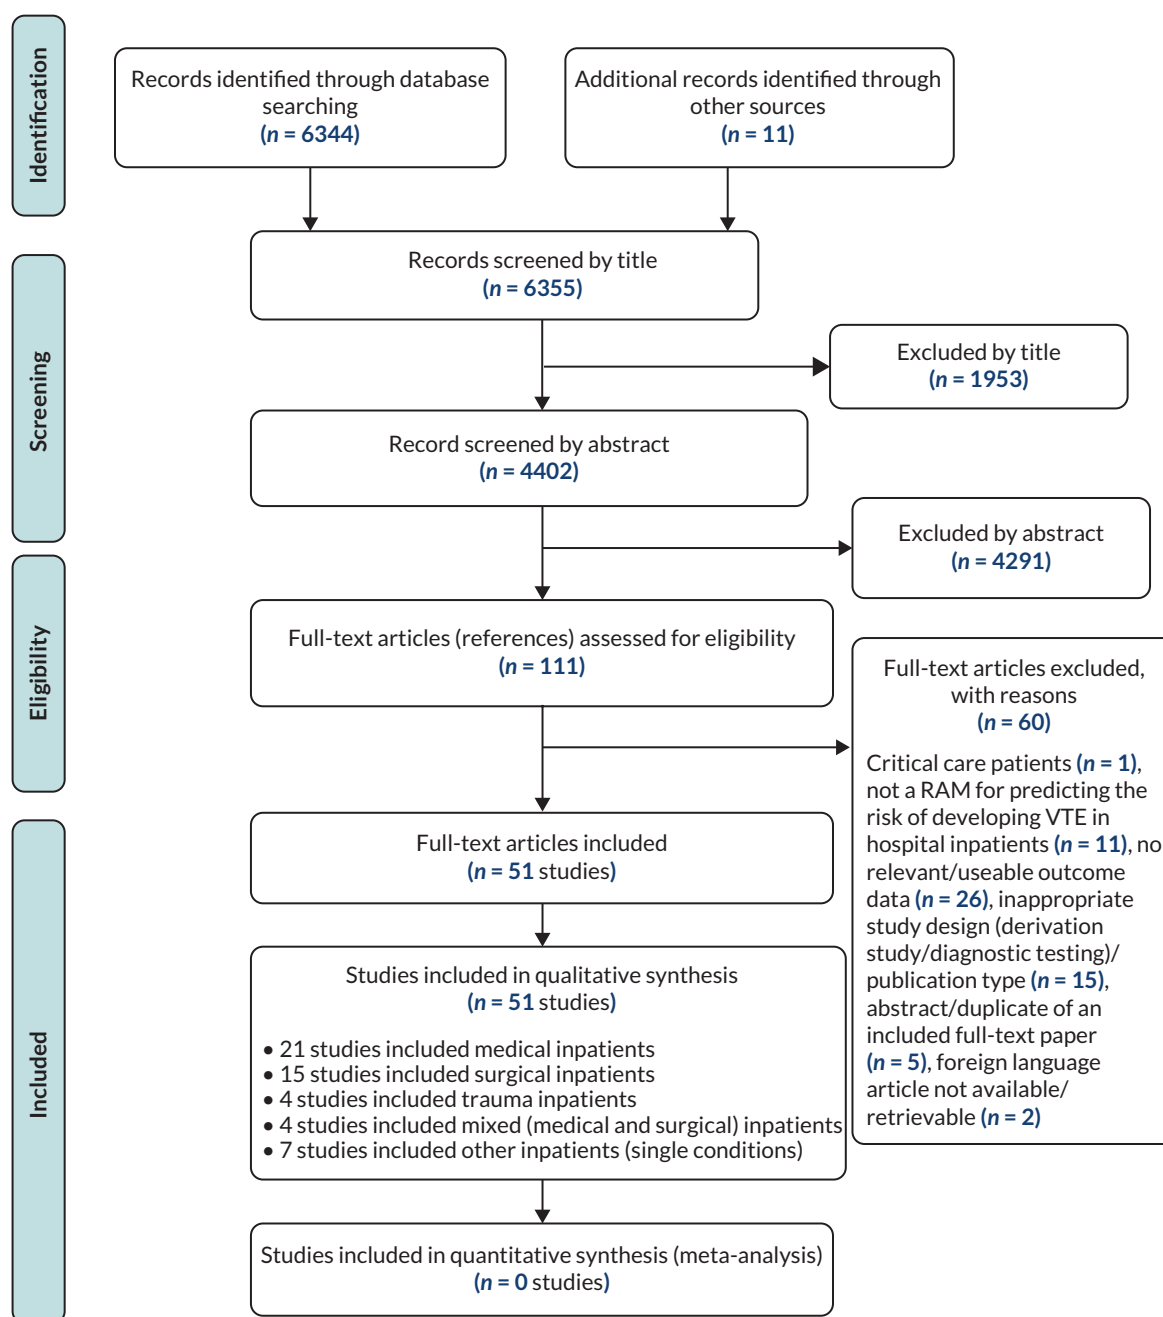 Identification
Records identified through database
searching
(n = 6344)
Additional records identified through
other sources
(n = 11)
Screening
Records screened by title
(n = 6355)
Excluded by title
(n = 1953)
Record screened by abstract
(n = 4402)
Excluded by abstract
(n = 4291)
Eligibility
Full-text articles (references) assessed for eligibility
(n = 111)
Full-text articles excluded,
with reasons
(n = 60)
Critical care patients (n = 1),
not a RAM for predicting the
risk of developing VTE in
hospital inpatients (n = 11), no
relevant/useable outcome
data (n = 26), inappropriate
study design (derivation
study/diagnostic testing)/
publication type (n = 15),
abstract/duplicate of an
included full-text paper
(n = 5), foreign language
article not available/
retrievable (n = 2)
Included
Full-text articles included
(n = 51 studies)
Studies included in qualitative synthesis
(n = 51 studies)
• 21 studies included medical inpatients
• 15 studies included surgical inpatients
• 4 studies included trauma inpatients
• 4 studies included mixed (medical and surgical) inpatients
• 7 studies included other inpatients (single conditions)
Studies included in quantitative synthesis (meta-analysis)
(n = 0 studies)